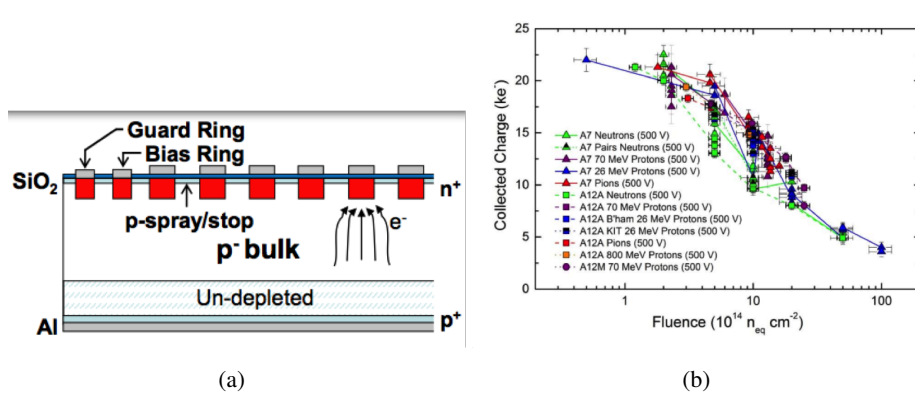 Guard Ring
Bias Ring
SiO₂
n⁺
p-spray/stop
e⁻
p⁻ bulk
Un-depleted
Al
p⁺
(a)
Collected Charge (ke⁻)
25
20
15
10
5
0
A7 Neutrons (500 V)
A7 Pairs Neutrons (500 V)
A7 70 MeV Protons (500 V)
A7 26 MeV Protons (500 V)
A7 Pions (500 V)
A12A Neutrons (500 V)
A12A 70 MeV Protons (500 V)
A12A B'ham 26 MeV Protons (500 V)
A12A KIT 26 MeV Protons (500 V)
A12A Pions (500 V)
A12A 800 MeV Protons (500 V)
A12M 70 MeV Protons (500 V)
1 10 100
Fluence (10¹⁴ nₑq cm⁻²)
(b)